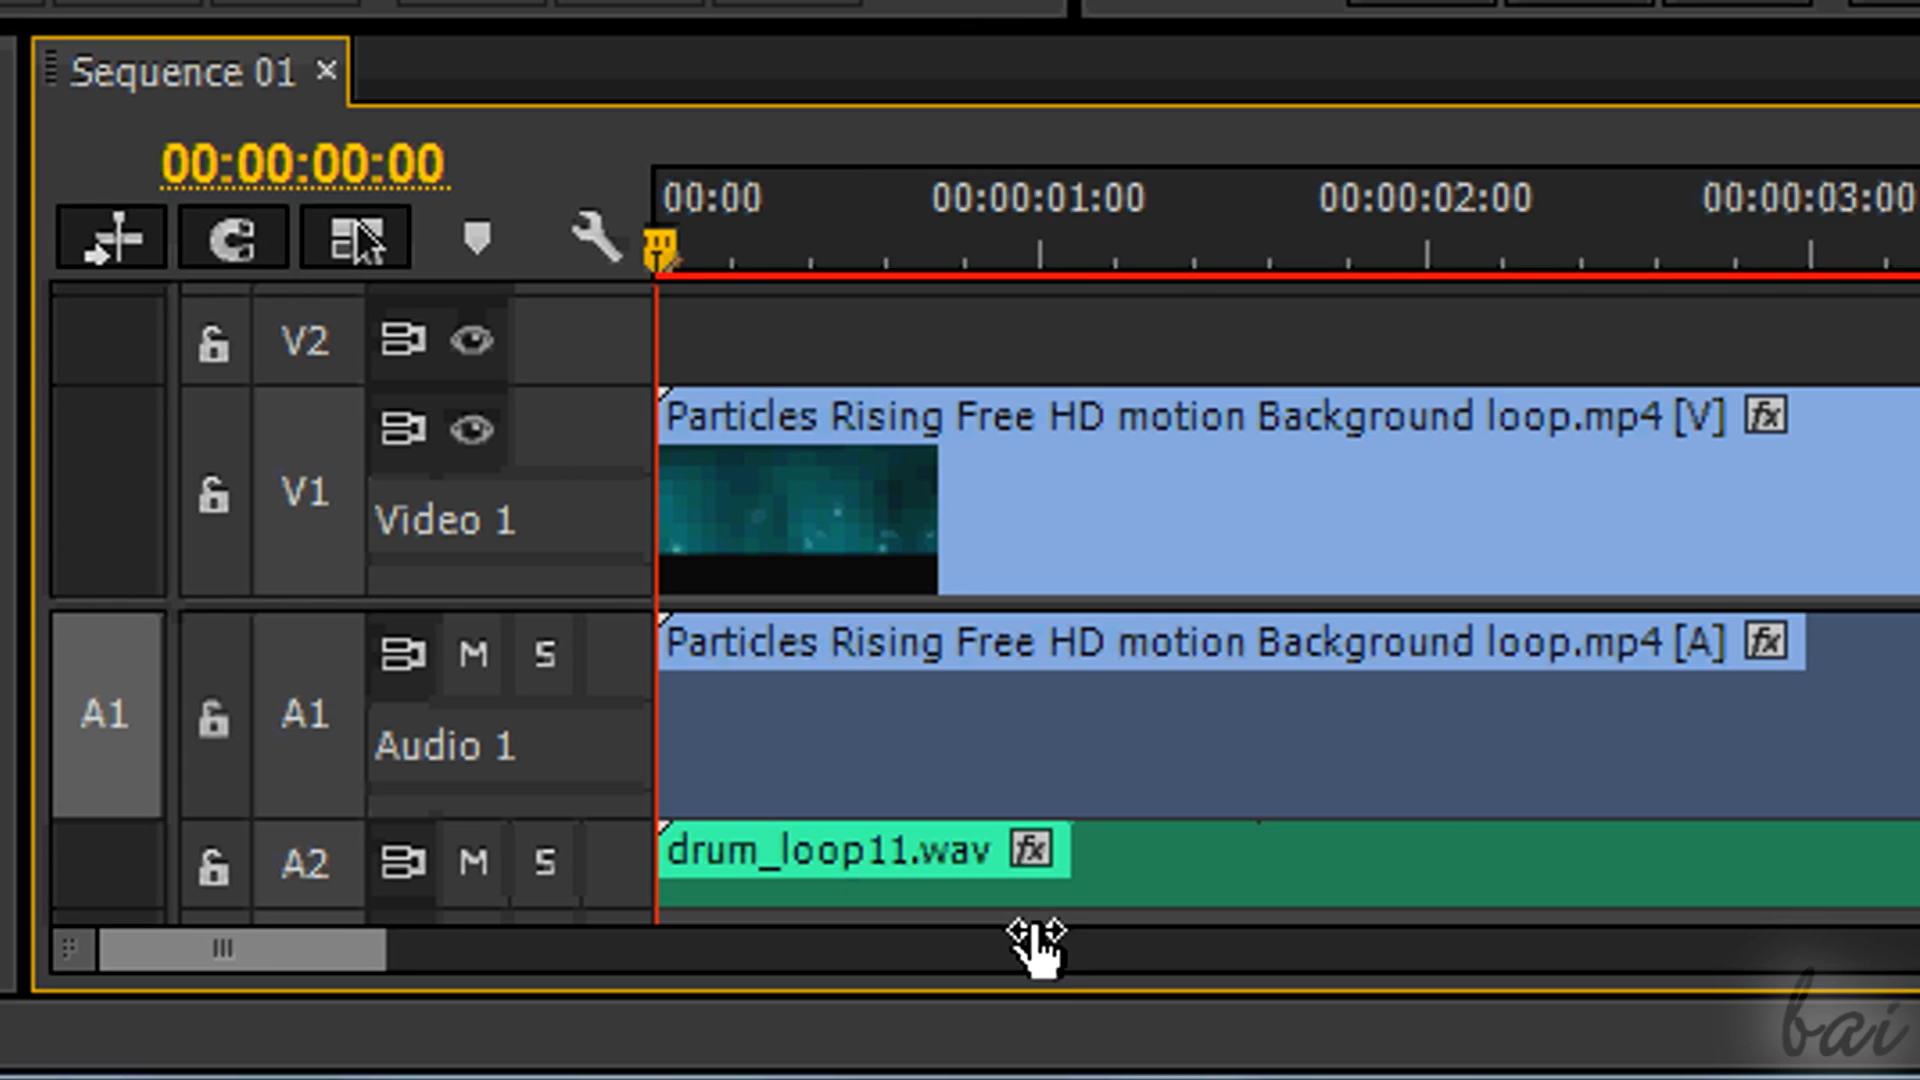 Sequence 01 ×
00:00:00:00
00:00 00:00:01:00 00:00:02:00 00:00:03:00
V2
Particles Rising Free HD motion Background loop.mp4 [V] fx
V1
Video 1
Particles Rising Free HD motion Background loop.mp4 [A] fx
M S
A1 A1
Audio 1
drum_loop11.wav fx
A2 M S
bai